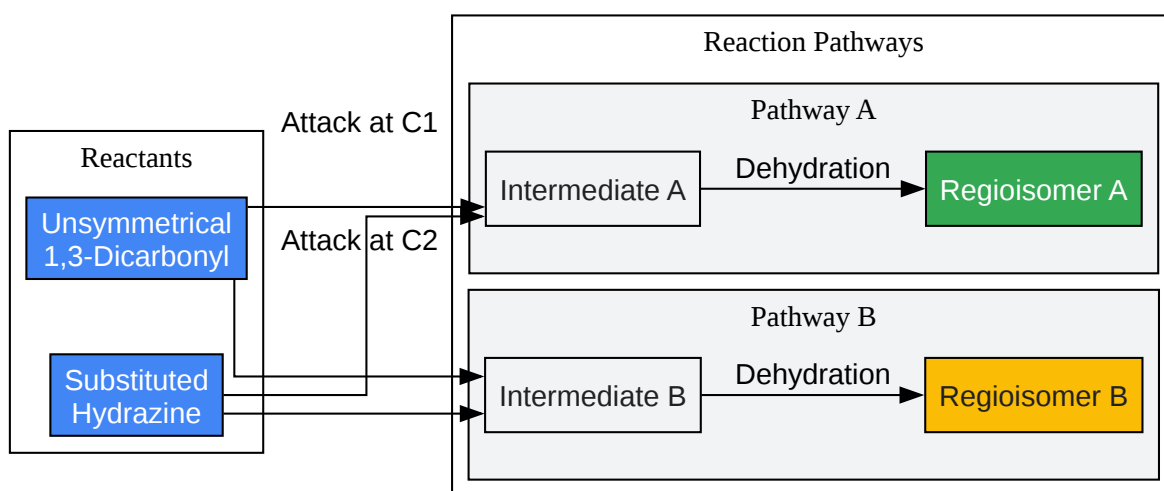 Reaction Pathways
Pathway A
Attack at C1
Reactants
Dehydration
Intermediate A
Regioisomer A
Unsymmetrical
1,3-Dicarbonyl
Attack at C2
Pathway B
Dehydration
Substituted
Hydrazine
Intermediate B
Regioisomer B